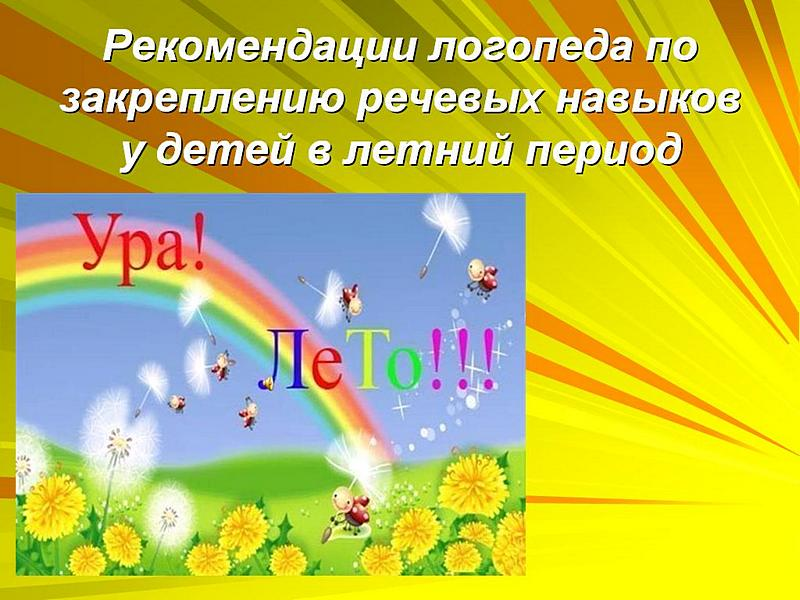 Рекомендации логопеда по
закреплению речевых навыков
у детей в летний период
Ура!
ЛеТо!!!